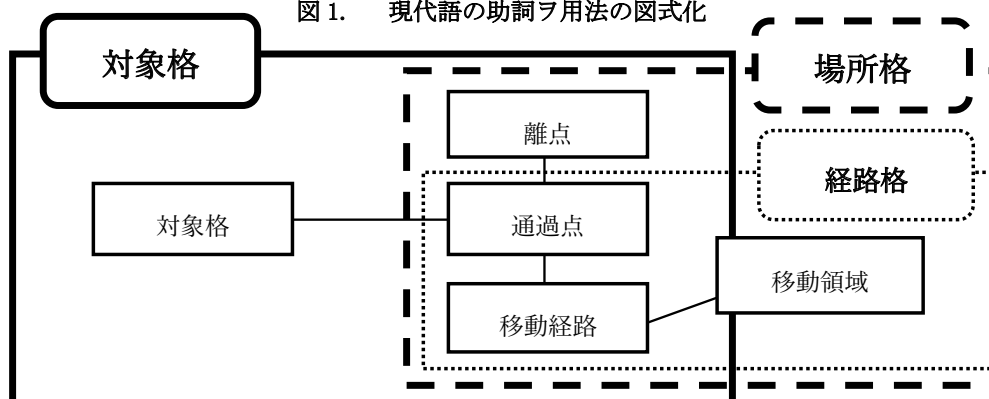 図 1. 現代語の助詞ヲ用法の図式化
対象格
場所格
離点
経路格
対象格
通過点
移動領域
移動経路